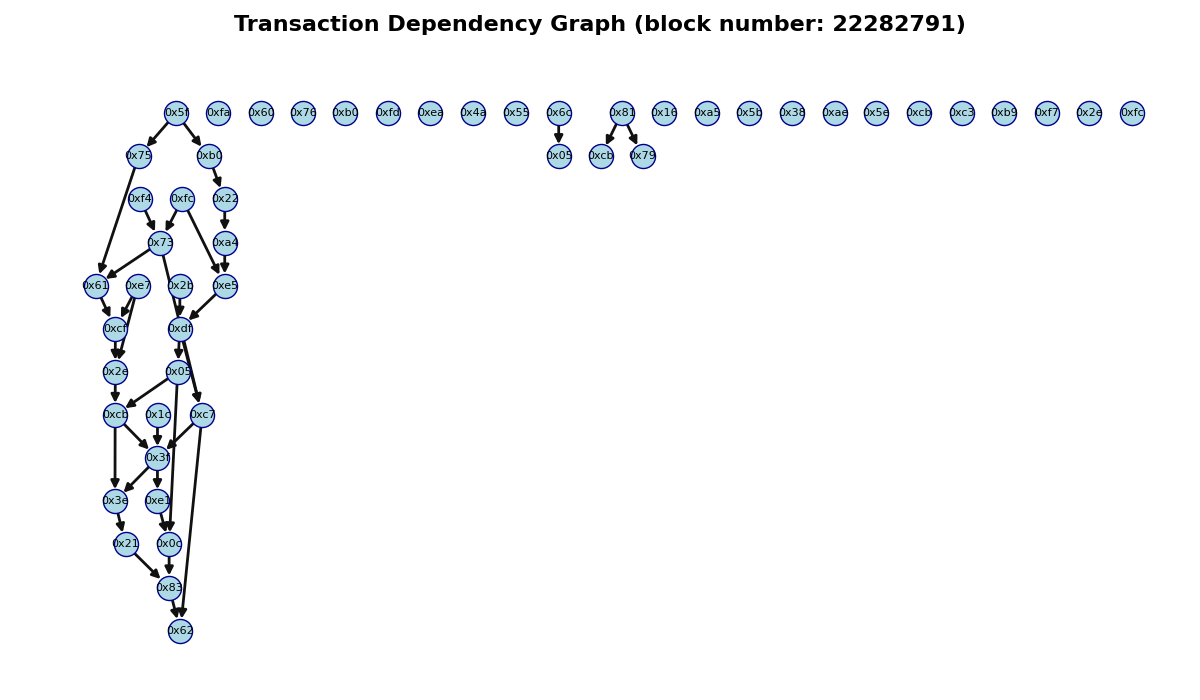 Transaction Dependency Graph (block number: 22282791)
0x5f 0xfa 0x60 0x76 0xb0 0xfd 0xea 0x4a 0x55 0x6c 0x81 0x16 0xa5 0x5b 0x38 0xae 0x5e 0xcb 0xc3 0xb9 0xf7 0x2e 0xfc
0x75 0xb0 0x05 0xcb 0x79
0xf4 0xfc 0x22
0x73 0xa4
0x61 0xe7 0x2b 0xe5
0xcf 0xdf
0x2e 0x05
0xcb 0x1c 0xc7
0x3f
0x3e 0xe1
0x21 0x0c
0x83
0x62